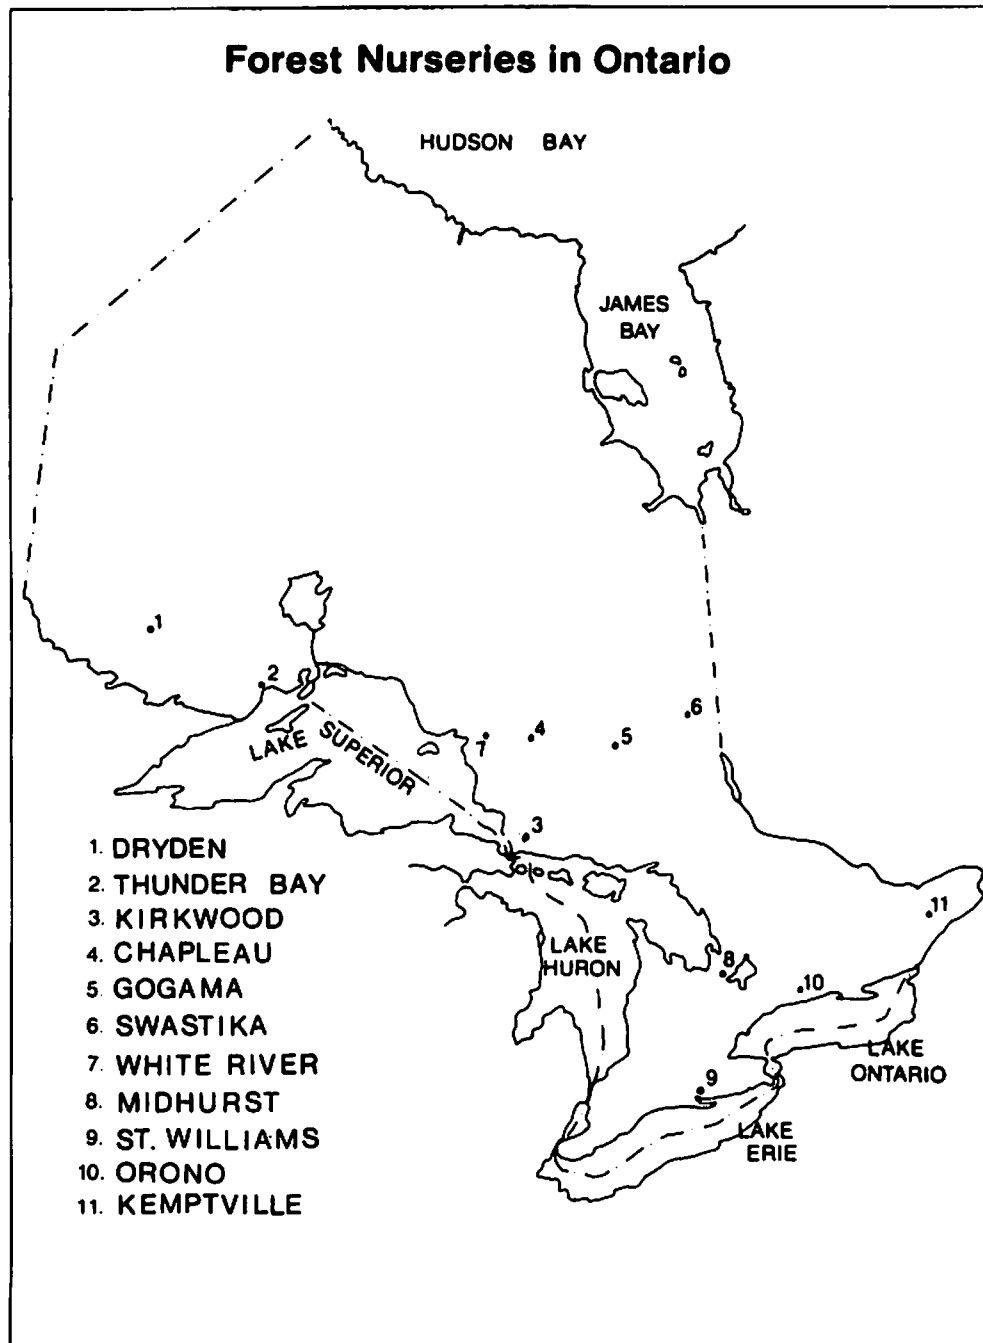 Forest Nurseries in Ontario
HUDSON BAY
JAMES
BAY
1
2
6
4
5
7
LAKE SUPERIOR
3
11
LAKE
HURON
8
10
LAKE
ONTARIO
9
LAKE
ERIE
1. DRYDEN
2. THUNDER BAY
3. KIRKWOOD
4. CHAPLEAU
5. GOGAMA
6. SWASTIKA
7. WHITE RIVER
8. MIDHURST
9. ST. WILLIAMS
10. ORONO
11. KEMPTVILLE